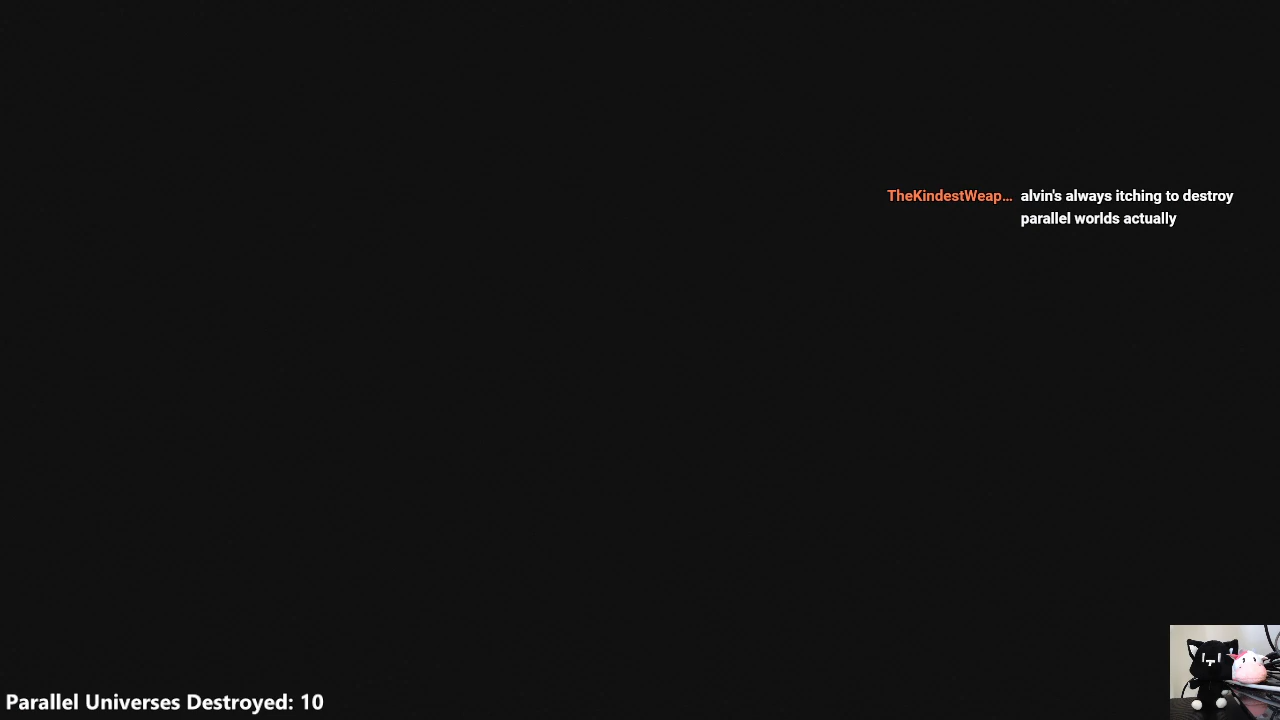 TheKindestWeap... alvin's always itching to destroy
parallel worlds actually
Parallel Universes Destroyed: 10